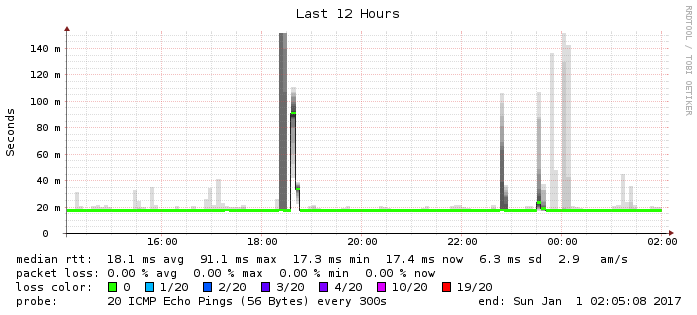 Last 12 Hours
RRDTOOL / TOBI OETIKER
Seconds
140 m
120 m
100 m
80 m
60 m
40 m
20 m
0
16:00 18:00 20:00 22:00 00:00 02:00
median rtt: 18.1 ms avg 91.1 ms max 17.3 ms min 17.4 ms now 6.3 ms sd 2.9 am/s
packet loss: 0.00 % avg 0.00 % max 0.00 % min 0.00 % now
loss color: 0 1/20 2/20 3/20 4/20 10/20 19/20
probe: 20 ICMP Echo Pings (56 Bytes) every 300s end: Sun Jan 1 02:05:08 2017